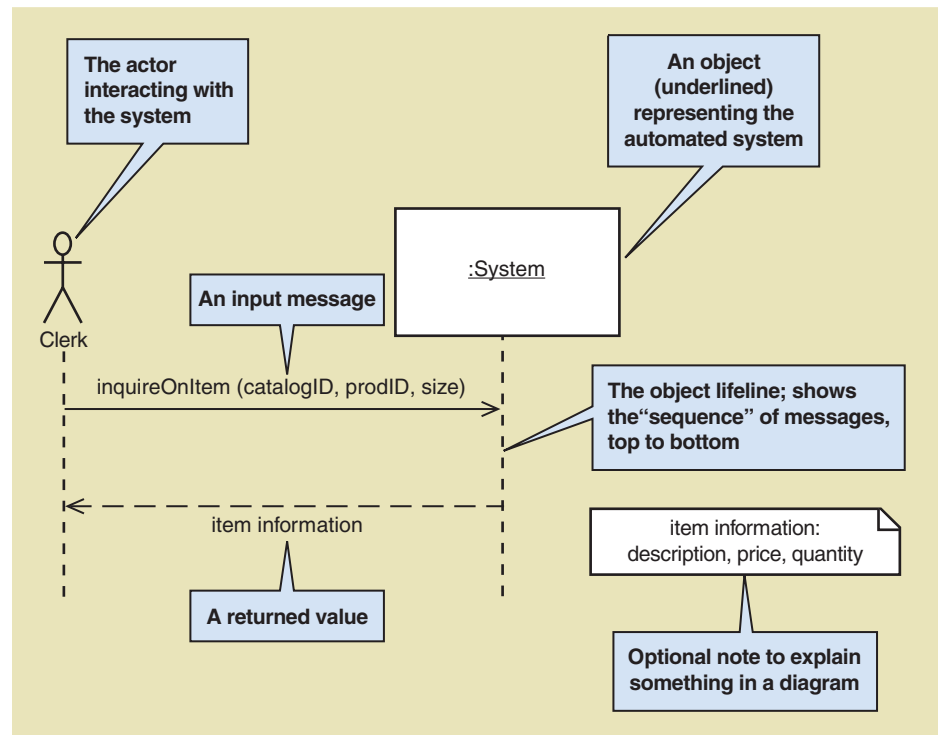 The actor
interacting with
the system
An object
(underlined)
representing the
automated system
:System
An input message
Clerk
inquireOnItem (catalogID, prodID, size)
The object lifeline; shows
the“sequence” of messages,
top to bottom
item information
item information:
description, price, quantity
A returned value
Optional note to explain
something in a diagram